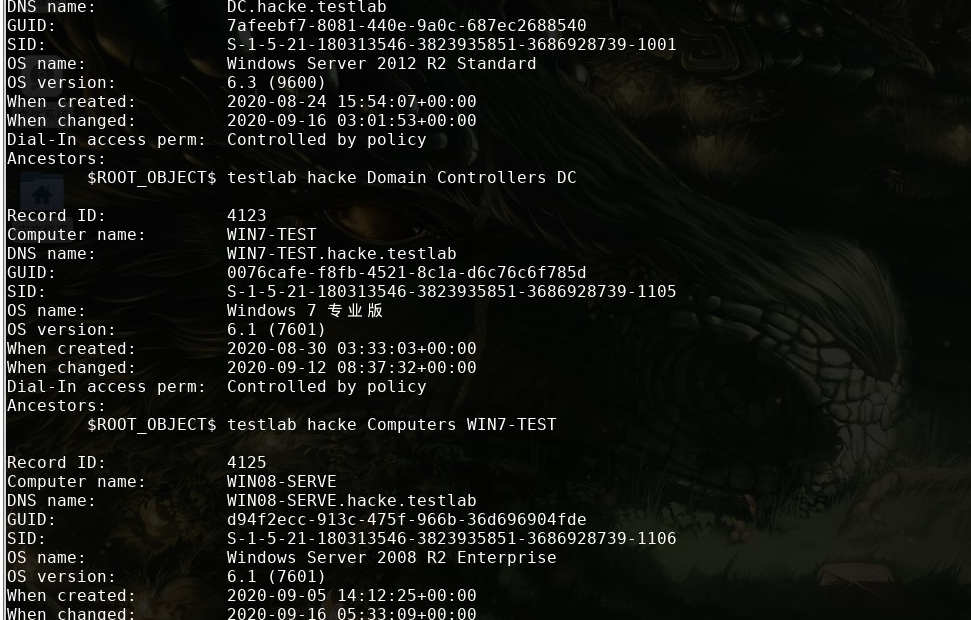 DNS name: DC.hacke.testlab
GUID: 7afeebf7-8081-440e-9a0c-687ec2688540
SID: S-1-5-21-180313546-3823935851-3686928739-1001
OS name: Windows Server 2012 R2 Standard
OS version: 6.3 (9600)
When created: 2020-08-24 15:54:07+00:00
When changed: 2020-09-16 03:01:53+00:00
Dial-In access perm: Controlled by policy
Ancestors:
$ROOT_OBJECT$ testlab hacke Domain Controllers DC
Record ID: 4123
Computer name: WIN7-TEST
DNS name: WIN7-TEST.hacke.testlab
GUID: 0076cafe-f8fb-4521-8c1a-d6c76c6f785d
SID: S-1-5-21-180313546-3823935851-3686928739-1105
OS name: Windows 7 专业版
OS version: 6.1 (7601)
When created: 2020-08-30 03:33:03+00:00
When changed: 2020-09-12 08:37:32+00:00
Dial-In access perm: Controlled by policy
Ancestors:
$ROOT_OBJECT$ testlab hacke Computers WIN7-TEST
Record ID: 4125
Computer name: WIN08-SERVE
DNS name: WIN08-SERVE.hacke.testlab
GUID: d94f2ecc-913c-475f-966b-36d696904fde
SID: S-1-5-21-180313546-3823935851-3686928739-1106
OS name: Windows Server 2008 R2 Enterprise
OS version: 6.1 (7601)
When created: 2020-09-05 14:12:25+00:00
When changed: 2020-09-16 05:33:09+00:00